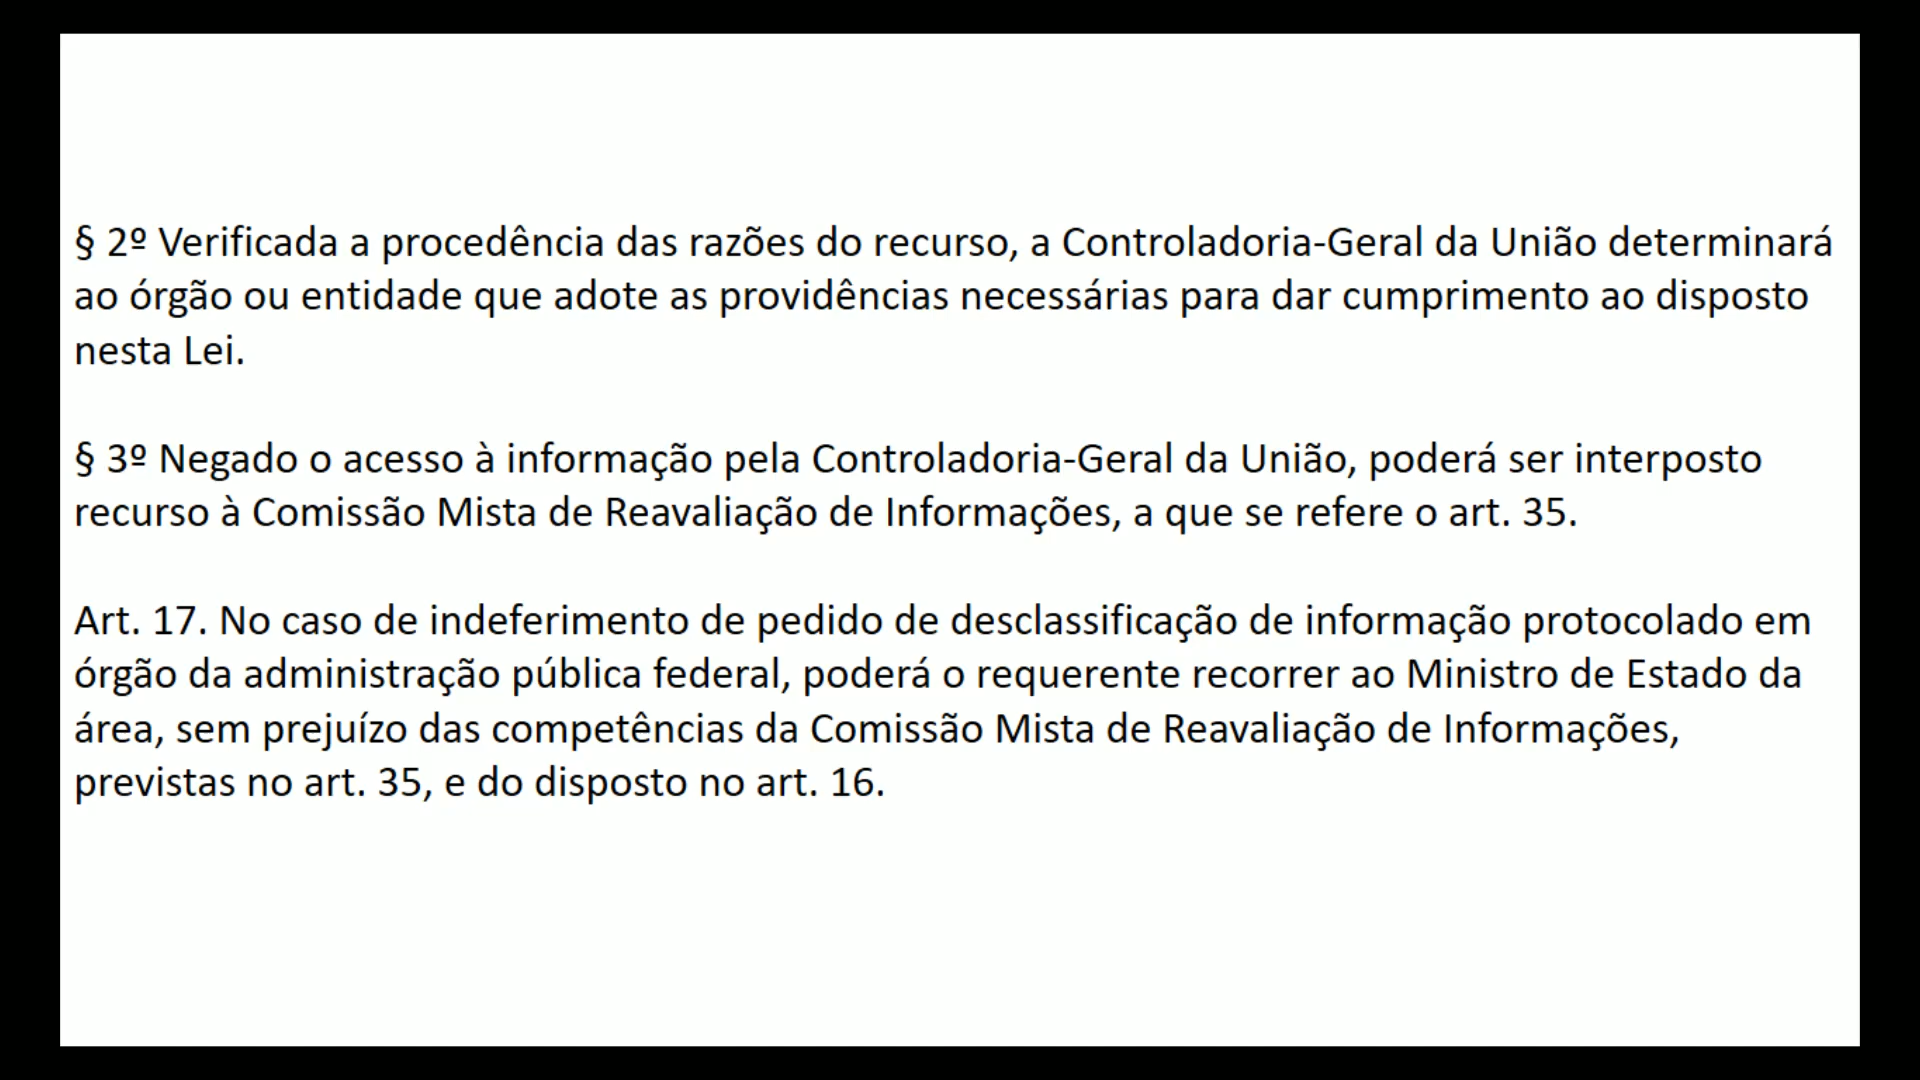 § 2º Verificada a procedência das razões do recurso, a Controladoria-Geral da União determinará
ao órgão ou entidade que adote as providências necessárias para dar cumprimento ao disposto
nesta Lei.
§ 3º Negado o acesso à informação pela Controladoria-Geral da União, poderá ser interposto
recurso à Comissão Mista de Reavaliação de Informações, a que se refere o art. 35.
Art. 17. No caso de indeferimento de pedido de desclassificação de informação protocolado em
órgão da administração pública federal, poderá o requerente recorrer ao Ministro de Estado da
área, sem prejuízo das competências da Comissão Mista de Reavaliação de Informações,
previstas no art. 35, e do disposto no art. 16.